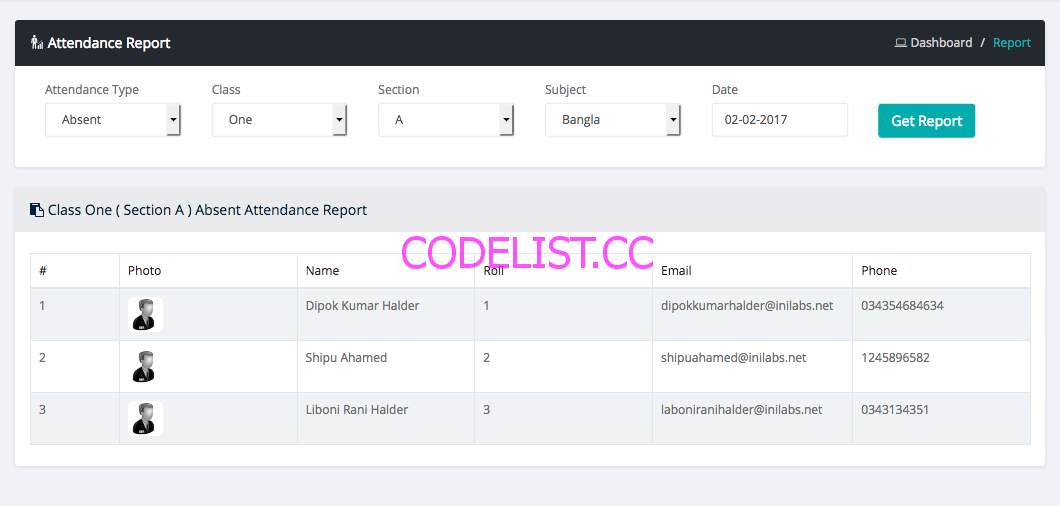 Attendance Report
Dashboard / Report
Attendance Type Class Section Subject Date
Absent One A Bangla 02-02-2017 Get Report
Class One ( Section A ) Absent Attendance Report
CODELIST.CC
# Photo Name Roll Email Phone
1 Dipok Kumar Halder 1 dipokkumarhalder@inilabs.net 034354684634
2 Shipu Ahamed 2 shipuahamed@inilabs.net 1245896582
3 Liboni Rani Halder 3 laboniranihalder@inilabs.net 0343134351